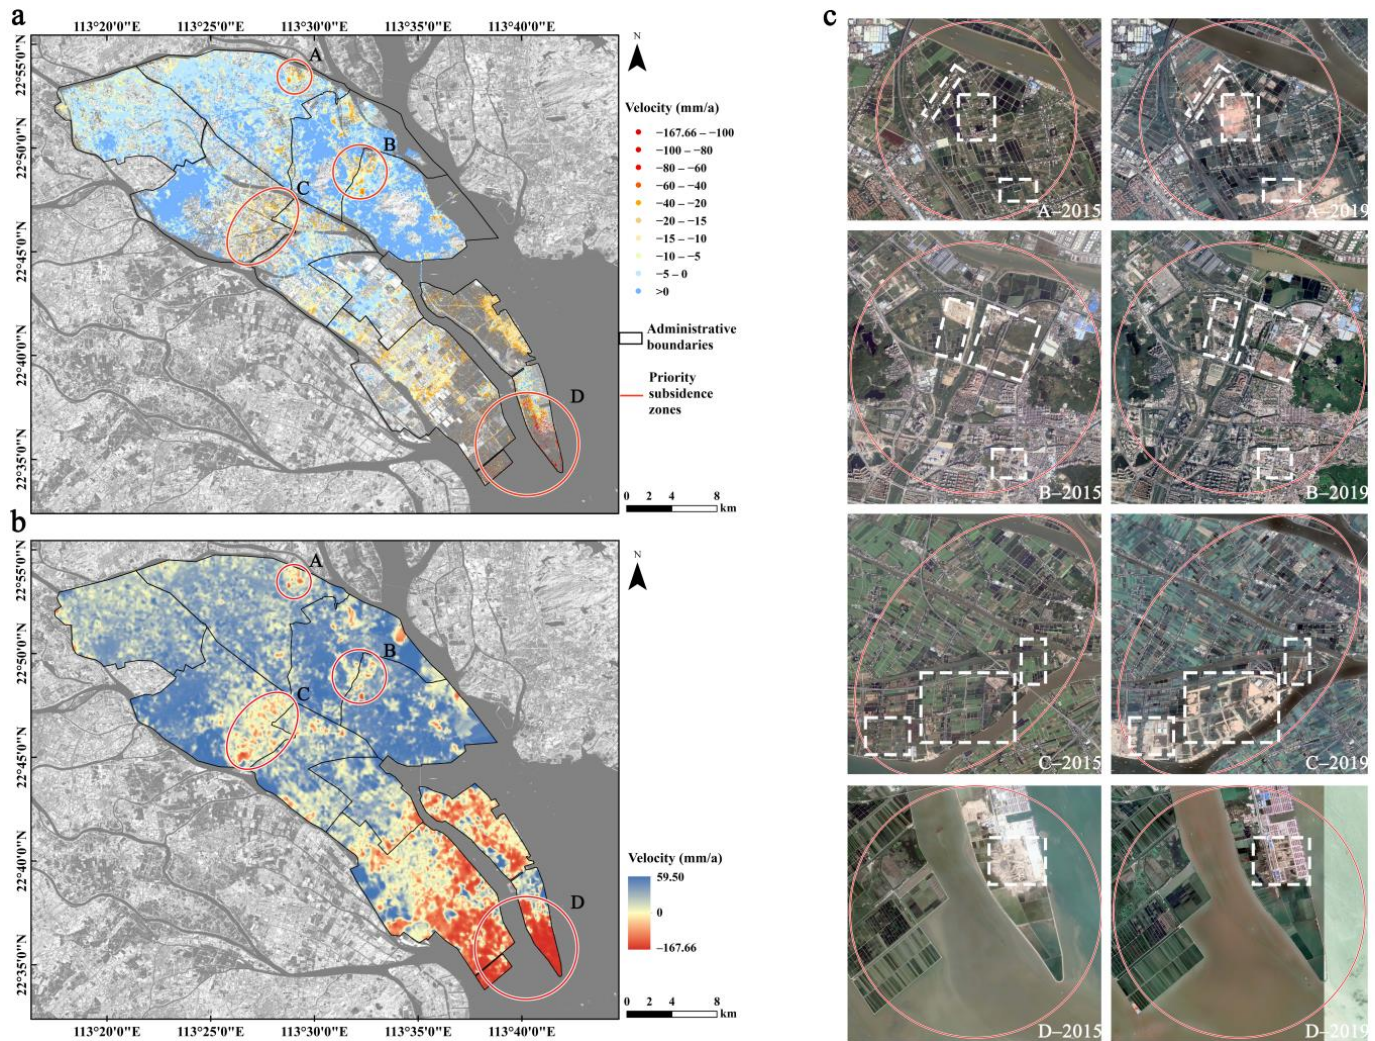 a
113°20'0"E 113°25'0"E 113°30'0"E 113°35'0"E 113°40'0"E
22°55'0"N
22°50'0"N
22°45'0"N
22°40'0"N
22°35'0"N
A
B
C
D
N
Velocity (mm/a)
−167.66 – −100
−100 – −80
−80 – −60
−60 – −40
−40 – −20
−20 – −15
−15 – −10
−10 – −5
−5 – 0
>0
Administrative
boundaries
Priority
subsidence
zones
0 2 4 8
km
b
22°55'0"N
22°50'0"N
22°45'0"N
22°40'0"N
22°35'0"N
A
B
C
D
N
Velocity (mm/a)
59.50
0
−167.66
0 2 4 8
km
113°20'0"E 113°25'0"E 113°30'0"E 113°35'0"E 113°40'0"E
c
A–2015
A–2019
B–2015
B–2019
C–2015
C–2019
D–2015
D–2019